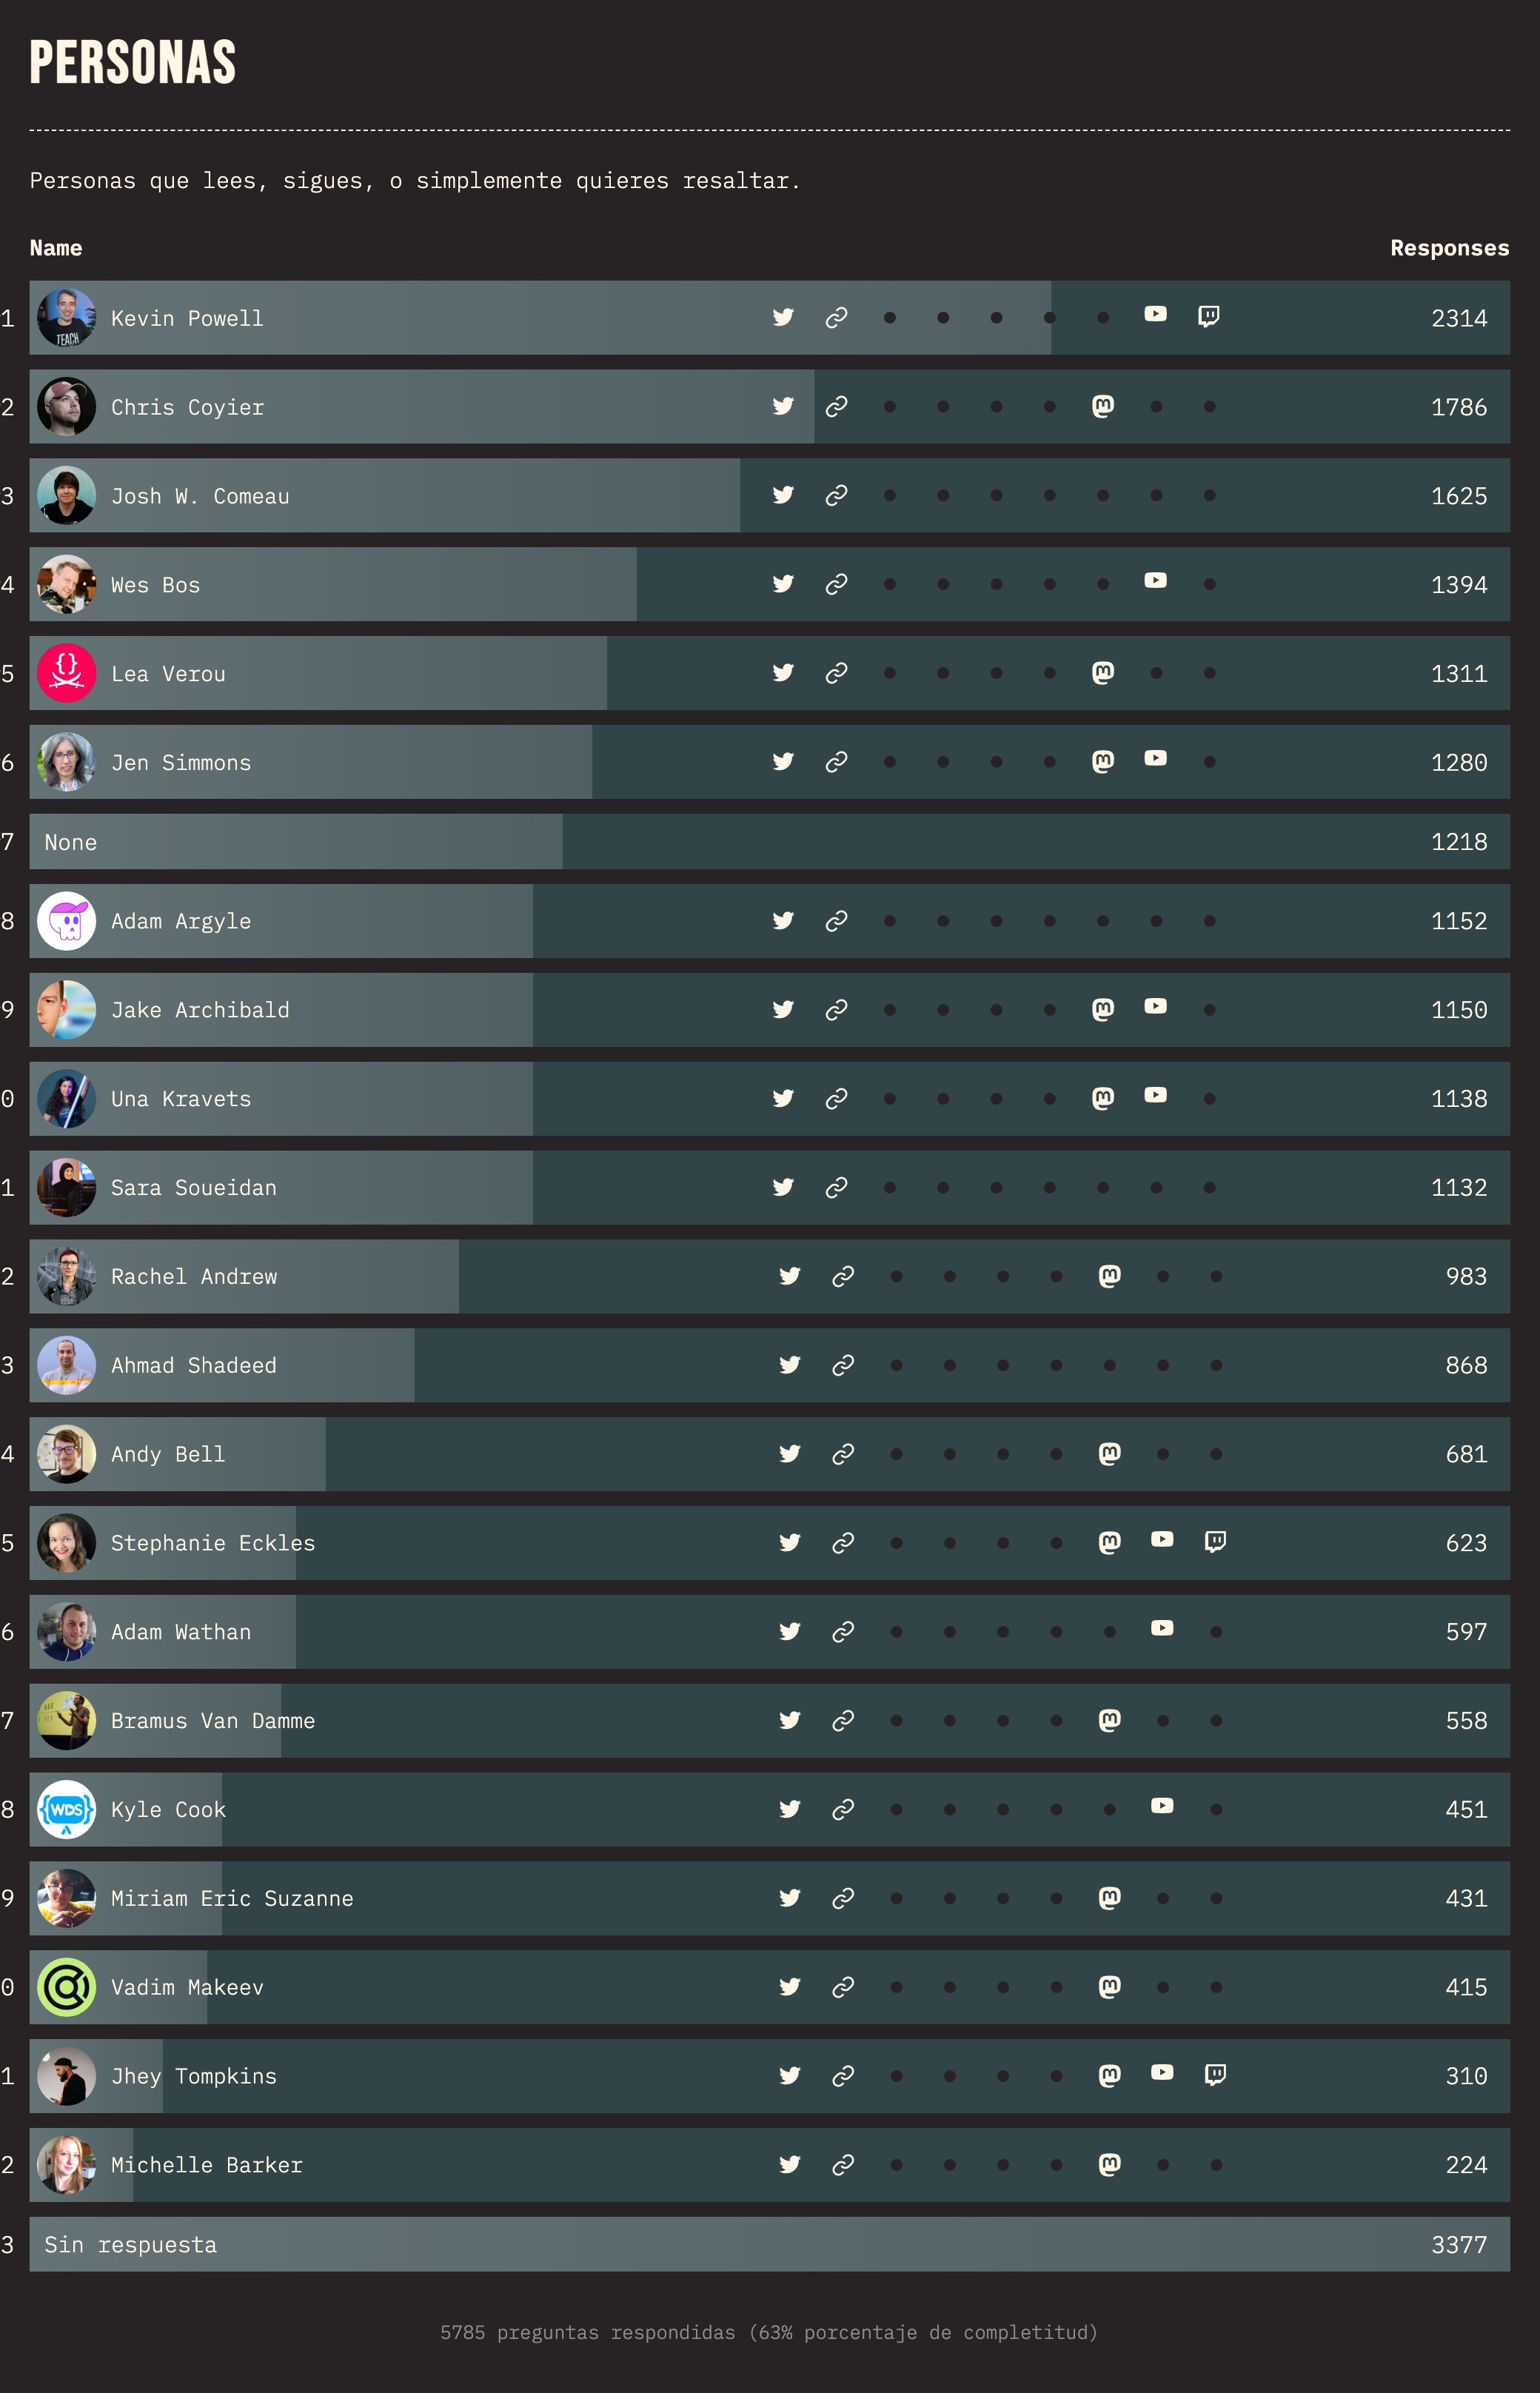 PERSONAS
Personas que lees, sigues, o simplemente quieres resaltar.
Name Responses
1 Kevin Powell 2314
2 Chris Coyier 1786
3 Josh W. Comeau 1625
4 Wes Bos 1394
5 Lea Verou 1311
6 Jen Simmons 1280
7 None 1218
8 Adam Argyle 1152
9 Jake Archibald 1150
0 Una Kravets 1138
1 Sara Soueidan 1132
2 Rachel Andrew 983
3 Ahmad Shadeed 868
4 Andy Bell 681
5 Stephanie Eckles 623
6 Adam Wathan 597
7 Bramus Van Damme 558
8 WDS Kyle Cook 451
9 Miriam Eric Suzanne 431
0 Vadim Makeev 415
1 Jhey Tompkins 310
2 Michelle Barker 224
3 Sin respuesta 3377
5785 preguntas respondidas (63% porcentaje de completitud)